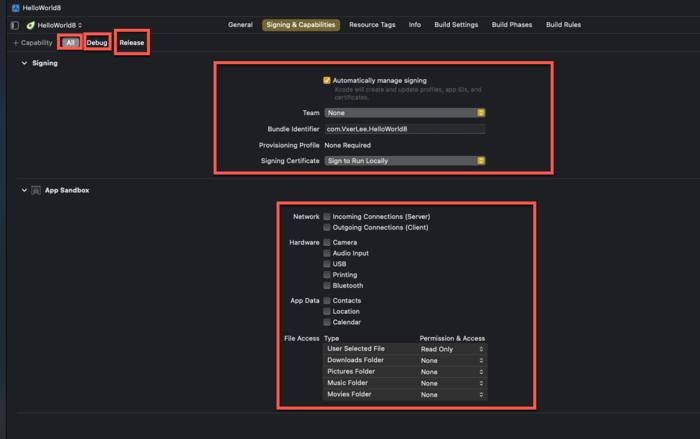 HelloWorld8
HelloWorld8
General Signing & Capabilities Resource Tags Info Build Settings Build Phases Build Rules
+ Capability All Debug Release
Signing
Automatically manage signing
Xcode will create and update profiles, app IDs, and
certificates.
Team None
Bundle Identifier com.VxerLee.HelloWorld8
Provisioning Profile None Required
Signing Certificate Sign to Run Locally
App Sandbox
Network Incoming Connections (Server)
Outgoing Connections (Client)
Hardware Camera
Audio Input
USB
Printing
Bluetooth
App Data Contacts
Location
Calendar
File Access Type Permission & Access
User Selected File Read Only
Downloads Folder None
Pictures Folder None
Music Folder None
Movies Folder None